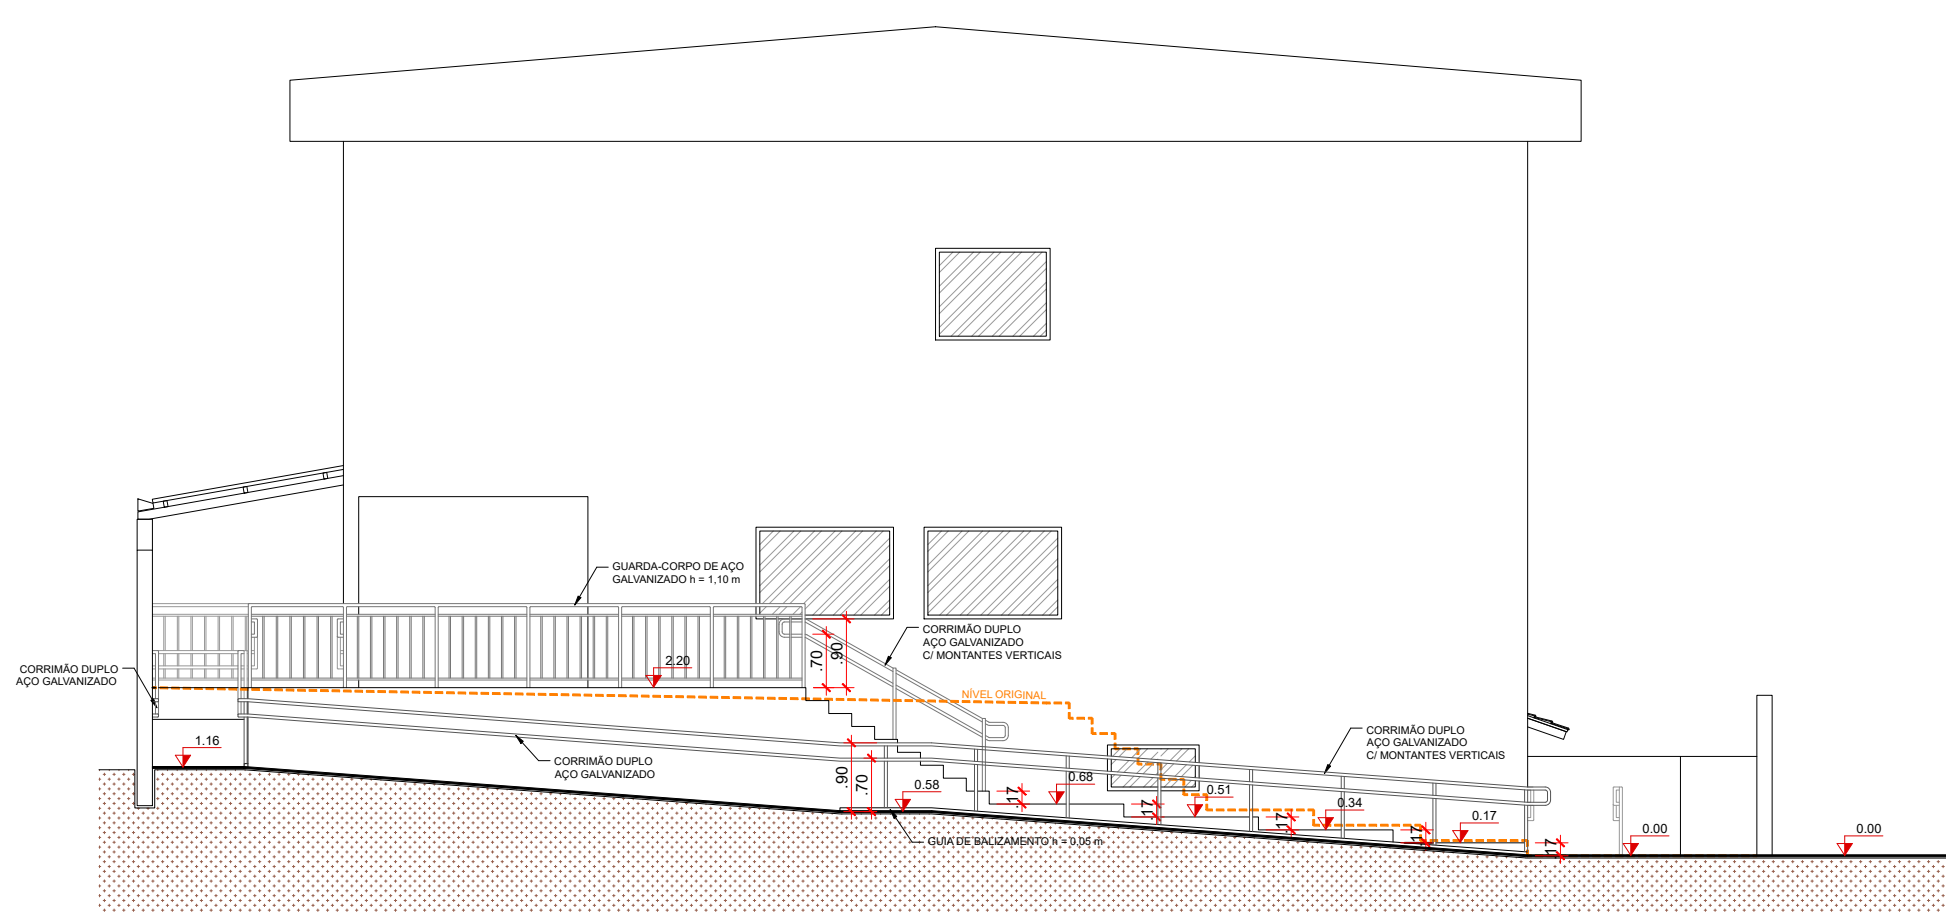 GUARDA-CORPO DE AÇO
GALVANIZADO h = 1,10 m
CORRIMÃO DUPLO
AÇO GALVANIZADO
C/ MONTANTES VERTICAIS
.70
.90
2.20
CORRIMÃO DUPLO
AÇO GALVANIZADO
NÍVEL ORIGINAL
1.16
CORRIMÃO DUPLO
AÇO GALVANIZADO
CORRIMÃO DUPLO
AÇO GALVANIZADO
C/ MONTANTES VERTICAIS
.90
.70
0.58
.17
0.68
.17
0.51
.17
0.34
.17
0.17
.17
0.00
0.00
GUIA DE BALIZAMENTO h = 0,05 m